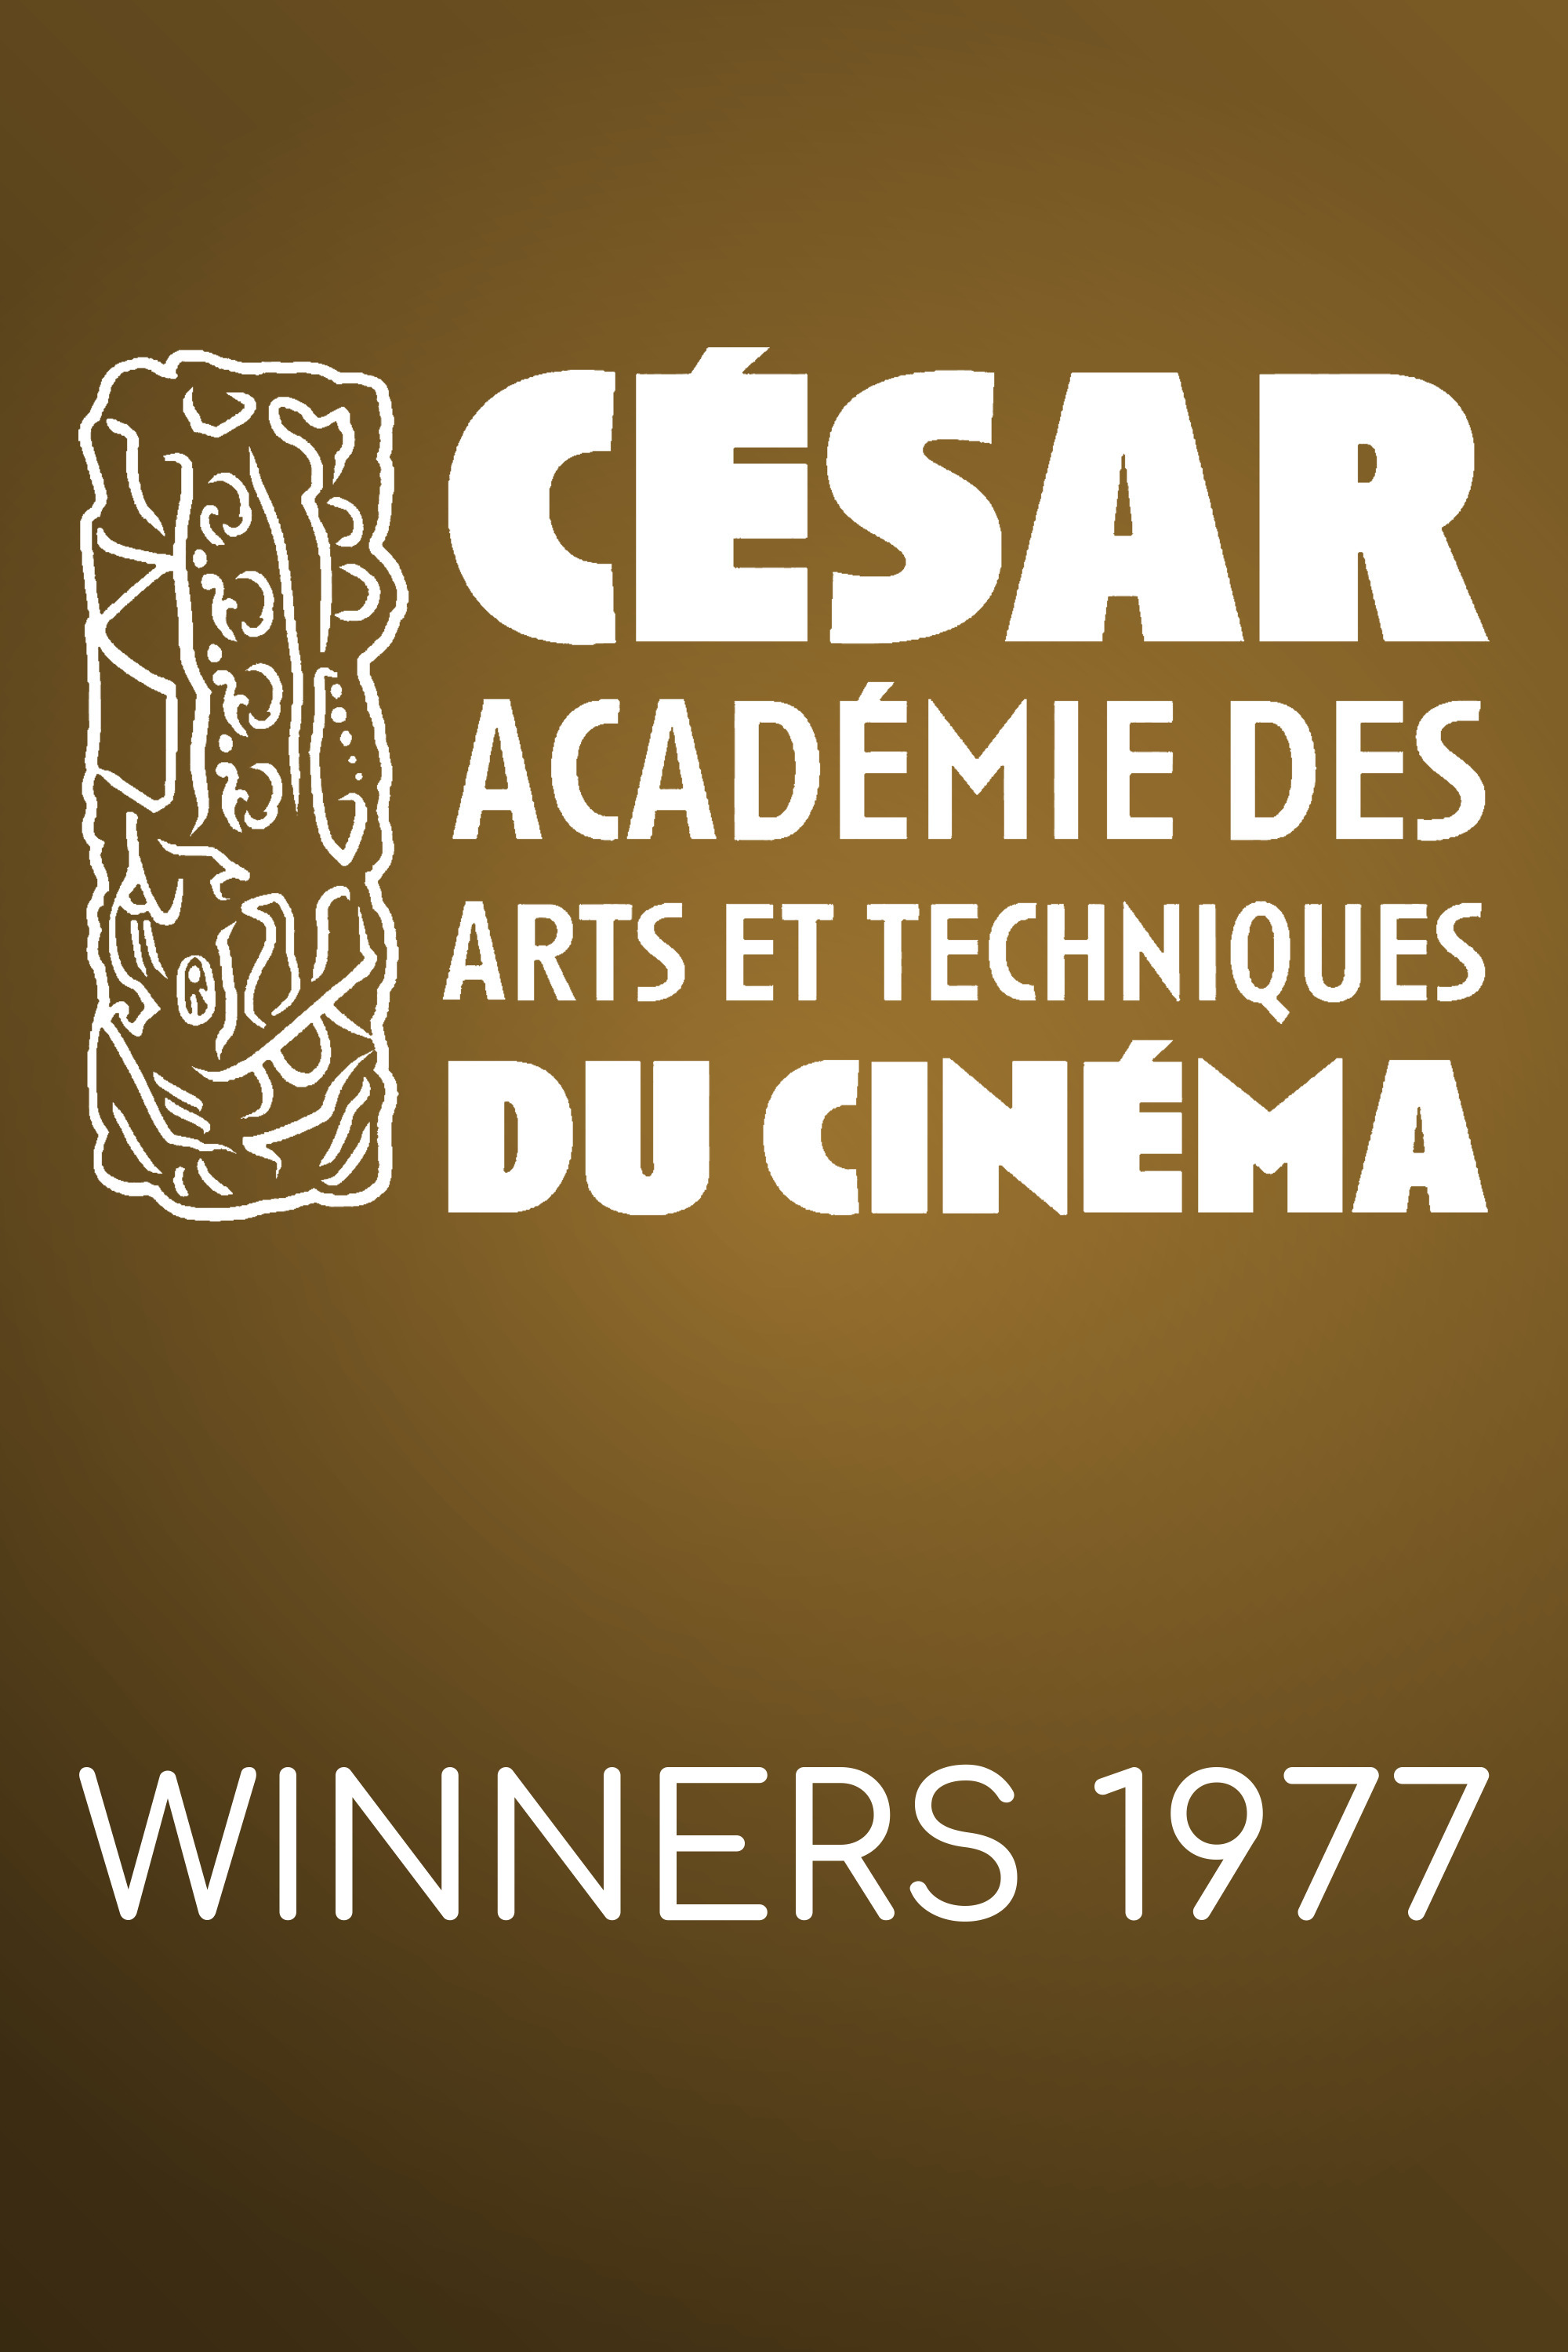 CÉSAR
ACADÉMIE DES
ARTS ET TECHNIQUES
DU CINÉMA
WINNERS 1977